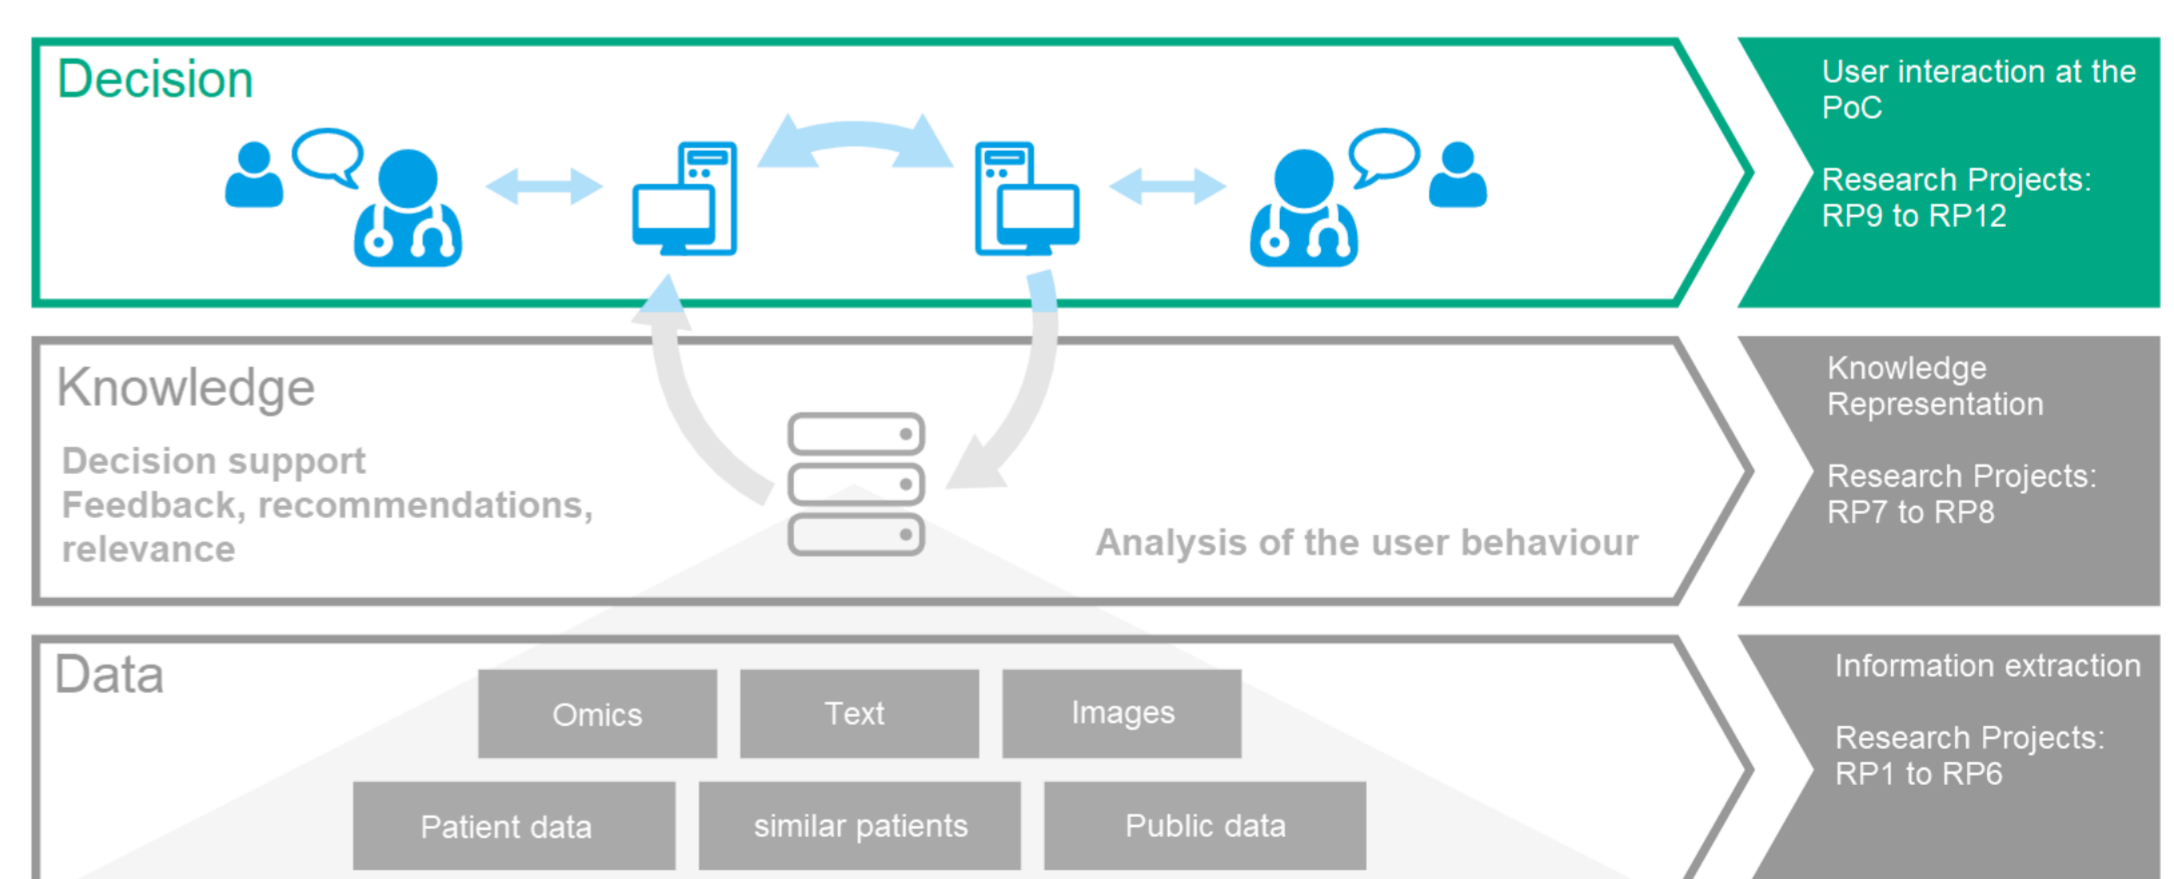 Decision
User interaction at the
PoC
Research Projects:
RP9 to RP12
Knowledge
Decision support
Feedback, recommendations,
relevance
Analysis of the user behaviour
Knowledge
Representation
Research Projects:
RP7 to RP8
Data
Omics
Text
Images
Patient data
similar patients
Public data
Information extraction
Research Projects:
RP1 to RP6